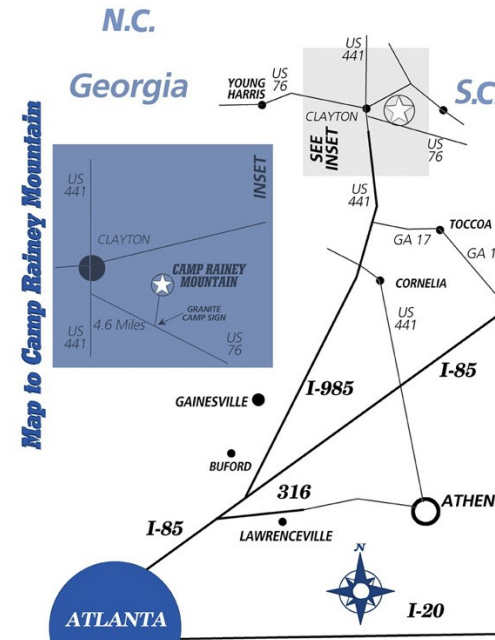 N.C.
Georgia
S.C.
Map to Camp Rainey Mountain
US
441
YOUNG
HARRIS
US
76
CLAYTON
US
76
SEE
INSET
US
441
INSET
US
441
CLAYTON
CAMP RAINEY
MOUNTAIN
GRANITE
CAMP SIGN
4.6 Miles
US
441
US
76
TOCCOA
GA 17
GA 1
CORNELIA
US
441
I-85
I-985
GAINESVILLE
BUFORD
316
ATHEN
LAWRENCEVILLE
I-85
N
ATLANTA
I-20